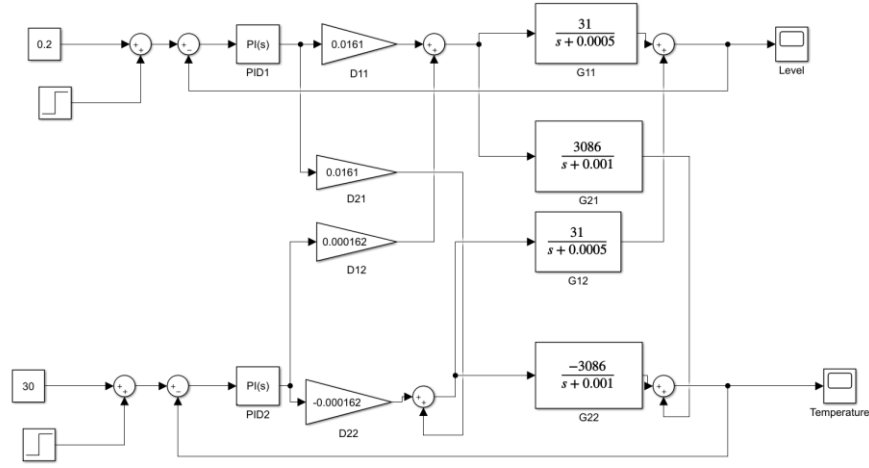 0.2
+
+
+
−
PI(s)
PID1
0.0161
D11
+
+
31
s + 0.0005
G11
+
+
Level
0.0161
D21
3086
s + 0.001
G21
0.000162
D12
31
s + 0.0005
G12
30
+
+
+
−
PI(s)
PID2
-0.000162
D22
+
+
−3086
s + 0.001
G22
+
+
Temperature